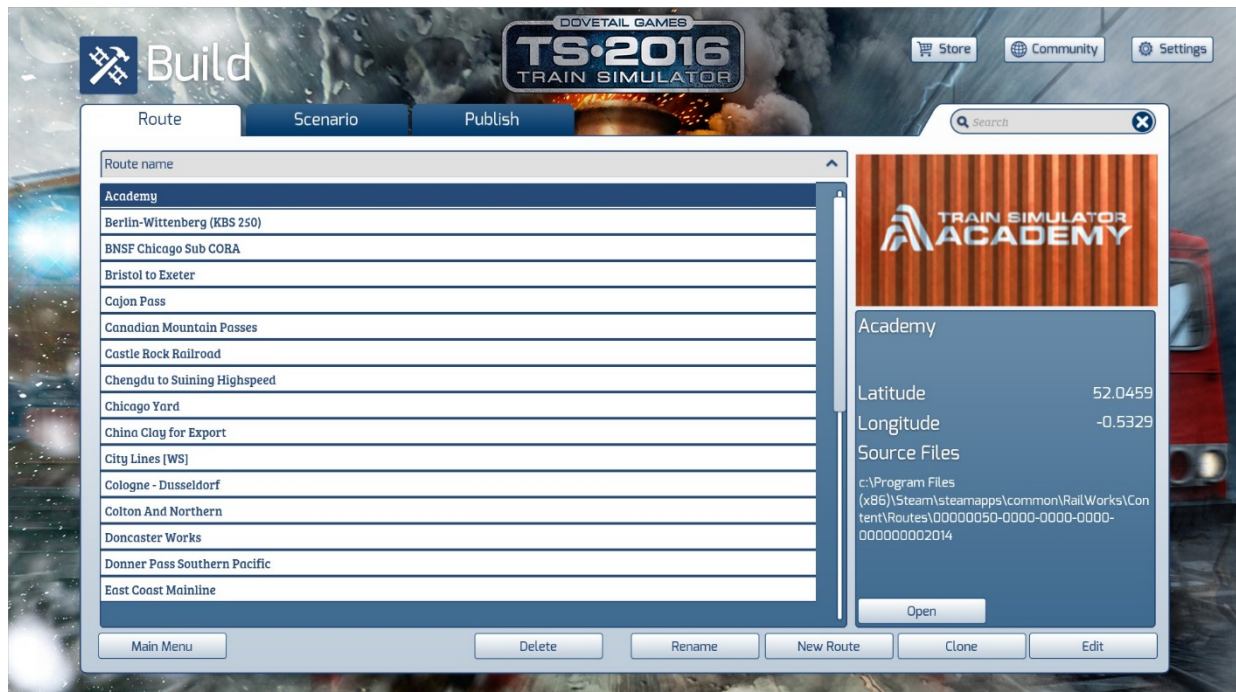 Build
DOVETAIL GAMES
TS•2016
TRAIN SIMULATOR
Store
Community
Settings
Route
Scenario
Publish
Search
Route name
Academy
Berlin-Wittenberg (KBS 250)
BNSF Chicago Sub CORA
Bristol to Exeter
Cajon Pass
Canadian Mountain Passes
Castle Rock Railroad
Chengdu to Suining Highspeed
Chicago Yard
China Clay for Export
City Lines [WS]
Cologne - Dusseldorf
Colton And Northern
Doncaster Works
Donner Pass Southern Pacific
East Coast Mainline
TRAIN SIMULATOR
ACADEMY
Academy
Latitude 52.0459
Longitude -0.5329
Source Files
c:\Program Files
(x86)\Steam\steamapps\common\RailWorks\Con
tent\Routes\00000050-0000-0000-0000-
000000002014
Open
Main Menu
Delete
Rename
New Route
Clone
Edit